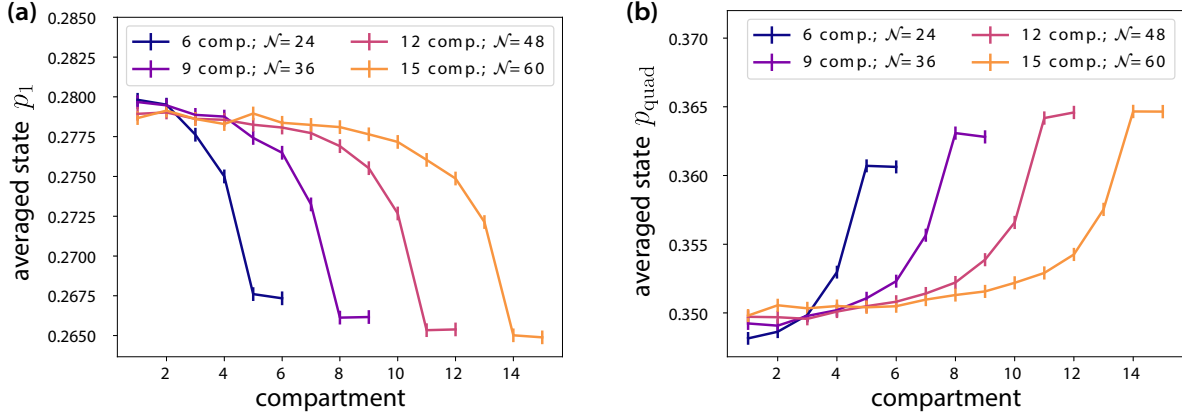 (a)
averaged state p₁
0.2850
0.2825
0.2800
0.2775
0.2750
0.2725
0.2700
0.2675
0.2650
6 comp.; 𝒩= 24
9 comp.; 𝒩= 36
12 comp.; 𝒩= 48
15 comp.; 𝒩= 60
2 4 6 8 10 12 14
compartment
(b)
averaged state p_quad
0.370
0.365
0.360
0.355
0.350
6 comp.; 𝒩= 24
9 comp.; 𝒩= 36
12 comp.; 𝒩= 48
15 comp.; 𝒩= 60
2 4 6 8 10 12 14
compartment